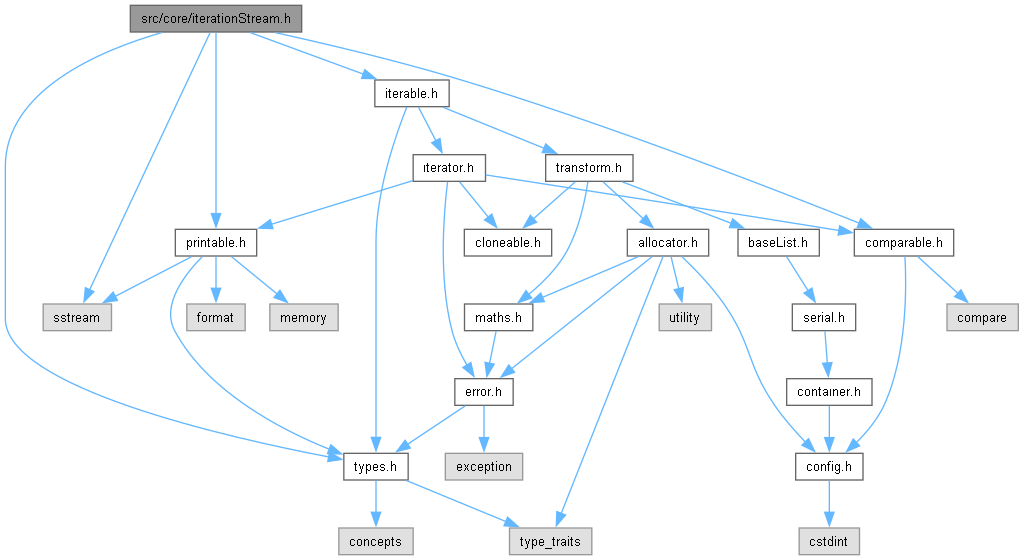 src/core/iterationStream.h
iterable.h
iterator.h
transform.h
printable.h
cloneable.h
allocator.h
baseList.h
comparable.h
sstream
format
memory
maths.h
utility
serial.h
compare
error.h
container.h
types.h
exception
config.h
concepts
type_traits
cstdint